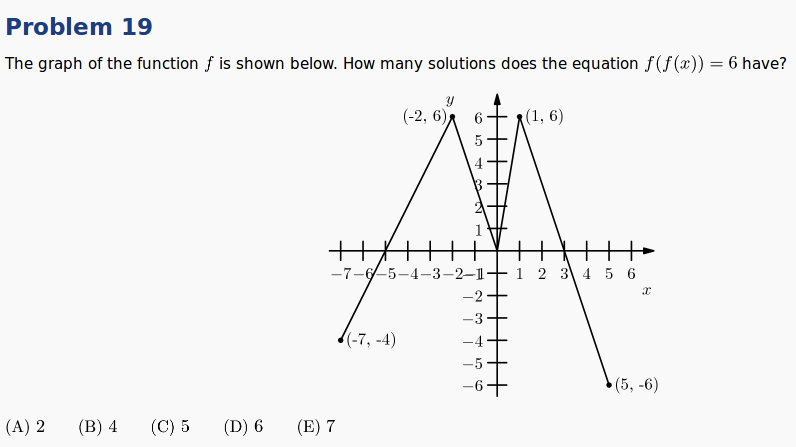 Problem 19
The graph of the function f is shown below. How many solutions does the equation f(f(x)) = 6 have?
y
(-2, 6)
6
(1, 6)
5
4
3
2
1
−7 −6 −5 −4 −3 −2 −1 1 2 3 4 5 6
x
−2
−3
(-7, -4)
−4
−5
−6
(5, -6)
(A) 2 (B) 4 (C) 5 (D) 6 (E) 7